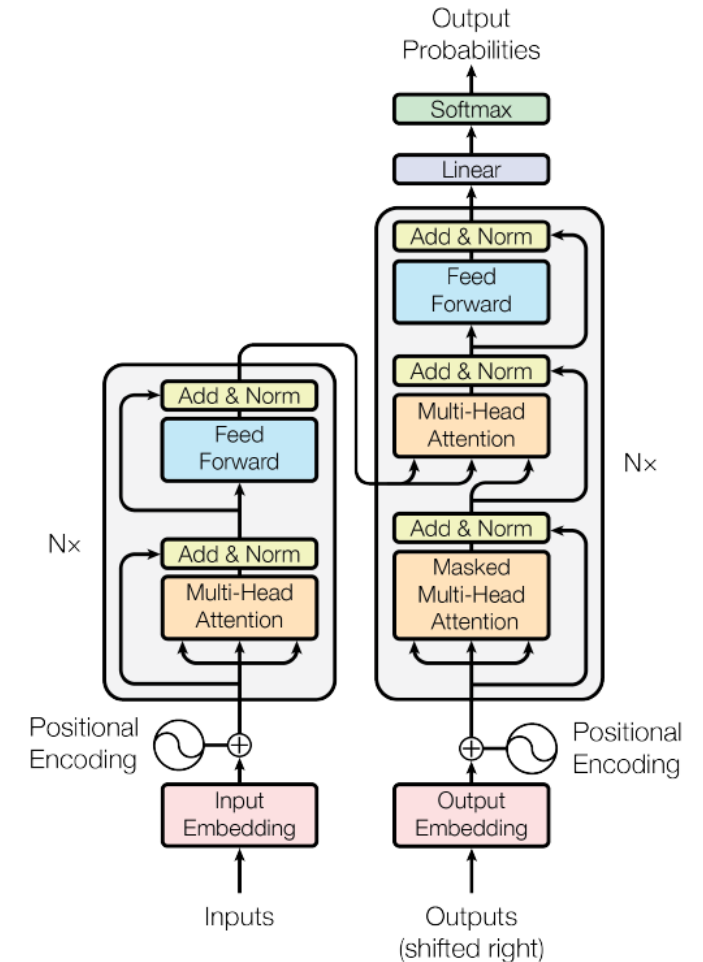 Output
Probabilities
Softmax
Linear
Add & Norm
Feed
Forward
Add & Norm
Multi-Head
Attention
Add & Norm
Feed
Forward
N×
N×
Add & Norm
Masked
Multi-Head
Attention
Add & Norm
Multi-Head
Attention
Positional
Encoding
Positional
Encoding
Input
Embedding
Output
Embedding
Inputs
Outputs
(shifted right)